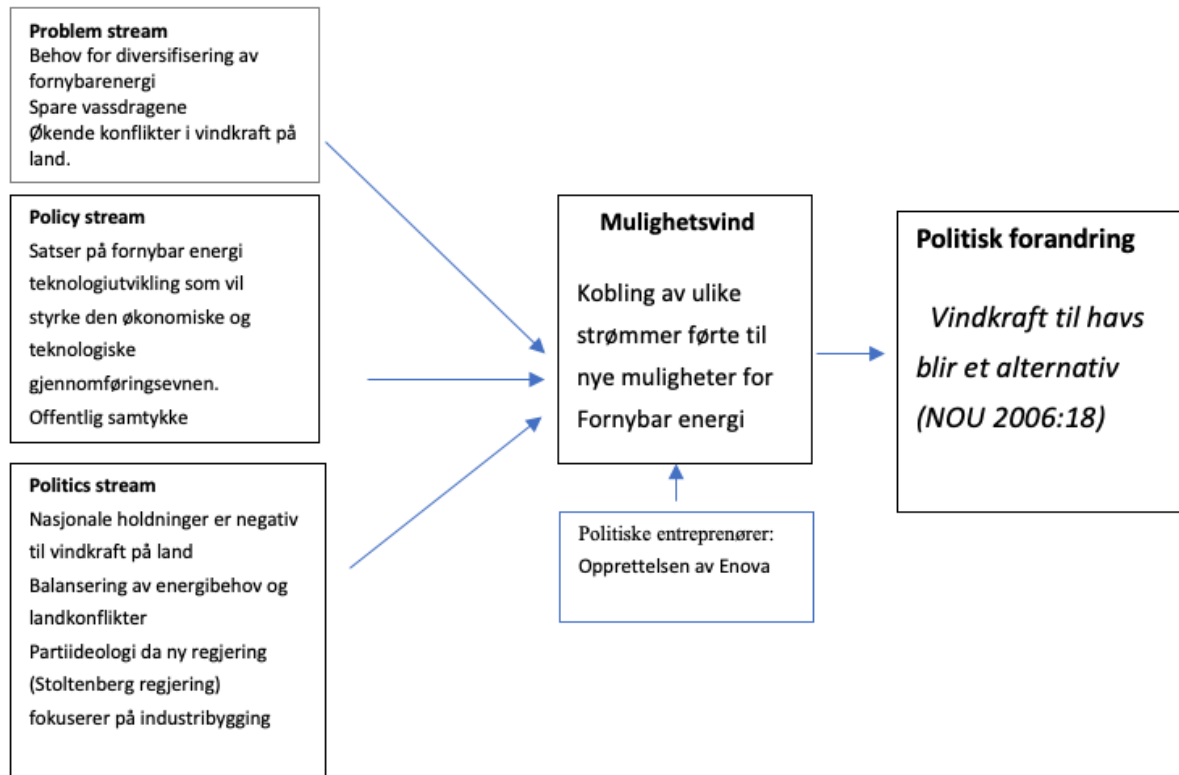 Problem stream
Behov for diversifisering av
fornybarenergi
Spare vassdragene
Økende konflikter i vindkraft på
land.
Policy stream
Satser på fornybar energi
teknologiutvikling som vil
styrke den økonomiske og
teknologiske
gjennomføringsevnen.
Offentlig samtykke
Politics stream
Nasjonale holdninger er negativ
til vindkraft på land
Balansering av energibehov og
landkonflikter
Partiideologi da ny regjering
(Stoltenberg regjering)
fokuserer på industribygging
Mulighetsvind
Kobling av ulike
strømmer førte til
nye muligheter for
Fornybar energi
Politiske entreprenører:
Opprettelsen av Enova
Politisk forandring
Vindkraft til havs
blir et alternativ
(NOU 2006:18)